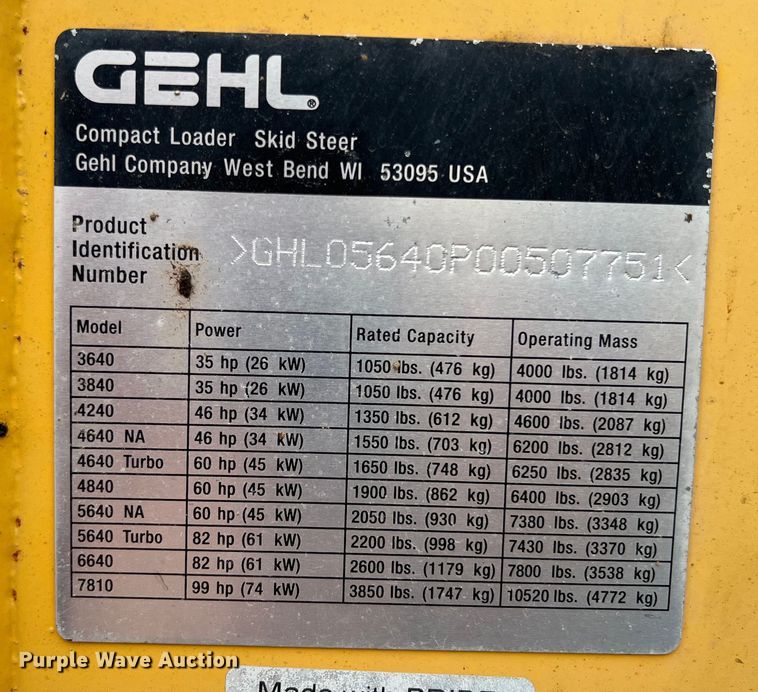 GEHL®
Compact Loader Skid Steer
Gehl Company West Bend WI 53095 USA
Product
Identification
Number
>GHL05640P00507751<
Model Power Rated Capacity Operating Mass
3640 35 hp (26 kW) 1050 lbs. (476 kg) 4000 lbs. (1814 kg)
3840 35 hp (26 kW) 1050 lbs. (476 kg) 4000 lbs. (1814 kg)
4240 46 hp (34 kW) 1350 lbs. (612 kg) 4600 lbs. (2087 kg)
4640 NA 46 hp (34 kW) 1550 lbs. (703 kg) 6200 lbs. (2812 kg)
4640 Turbo 60 hp (45 kW) 1650 lbs. (748 kg) 6250 lbs. (2835 kg)
4840 60 hp (45 kW) 1900 lbs. (862 kg) 6400 lbs. (2903 kg)
5640 NA 60 hp (45 kW) 2050 lbs. (930 kg) 7380 lbs. (3348 kg)
5640 Turbo 82 hp (61 kW) 2200 lbs. (998 kg) 7430 lbs. (3370 kg)
6640 82 hp (61 kW) 2600 lbs. (1179 kg) 7800 lbs. (3538 kg)
7810 99 hp (74 kW) 3850 lbs. (1747 kg) 10520 lbs. (4772 kg)
Purple Wave Auction
Made with